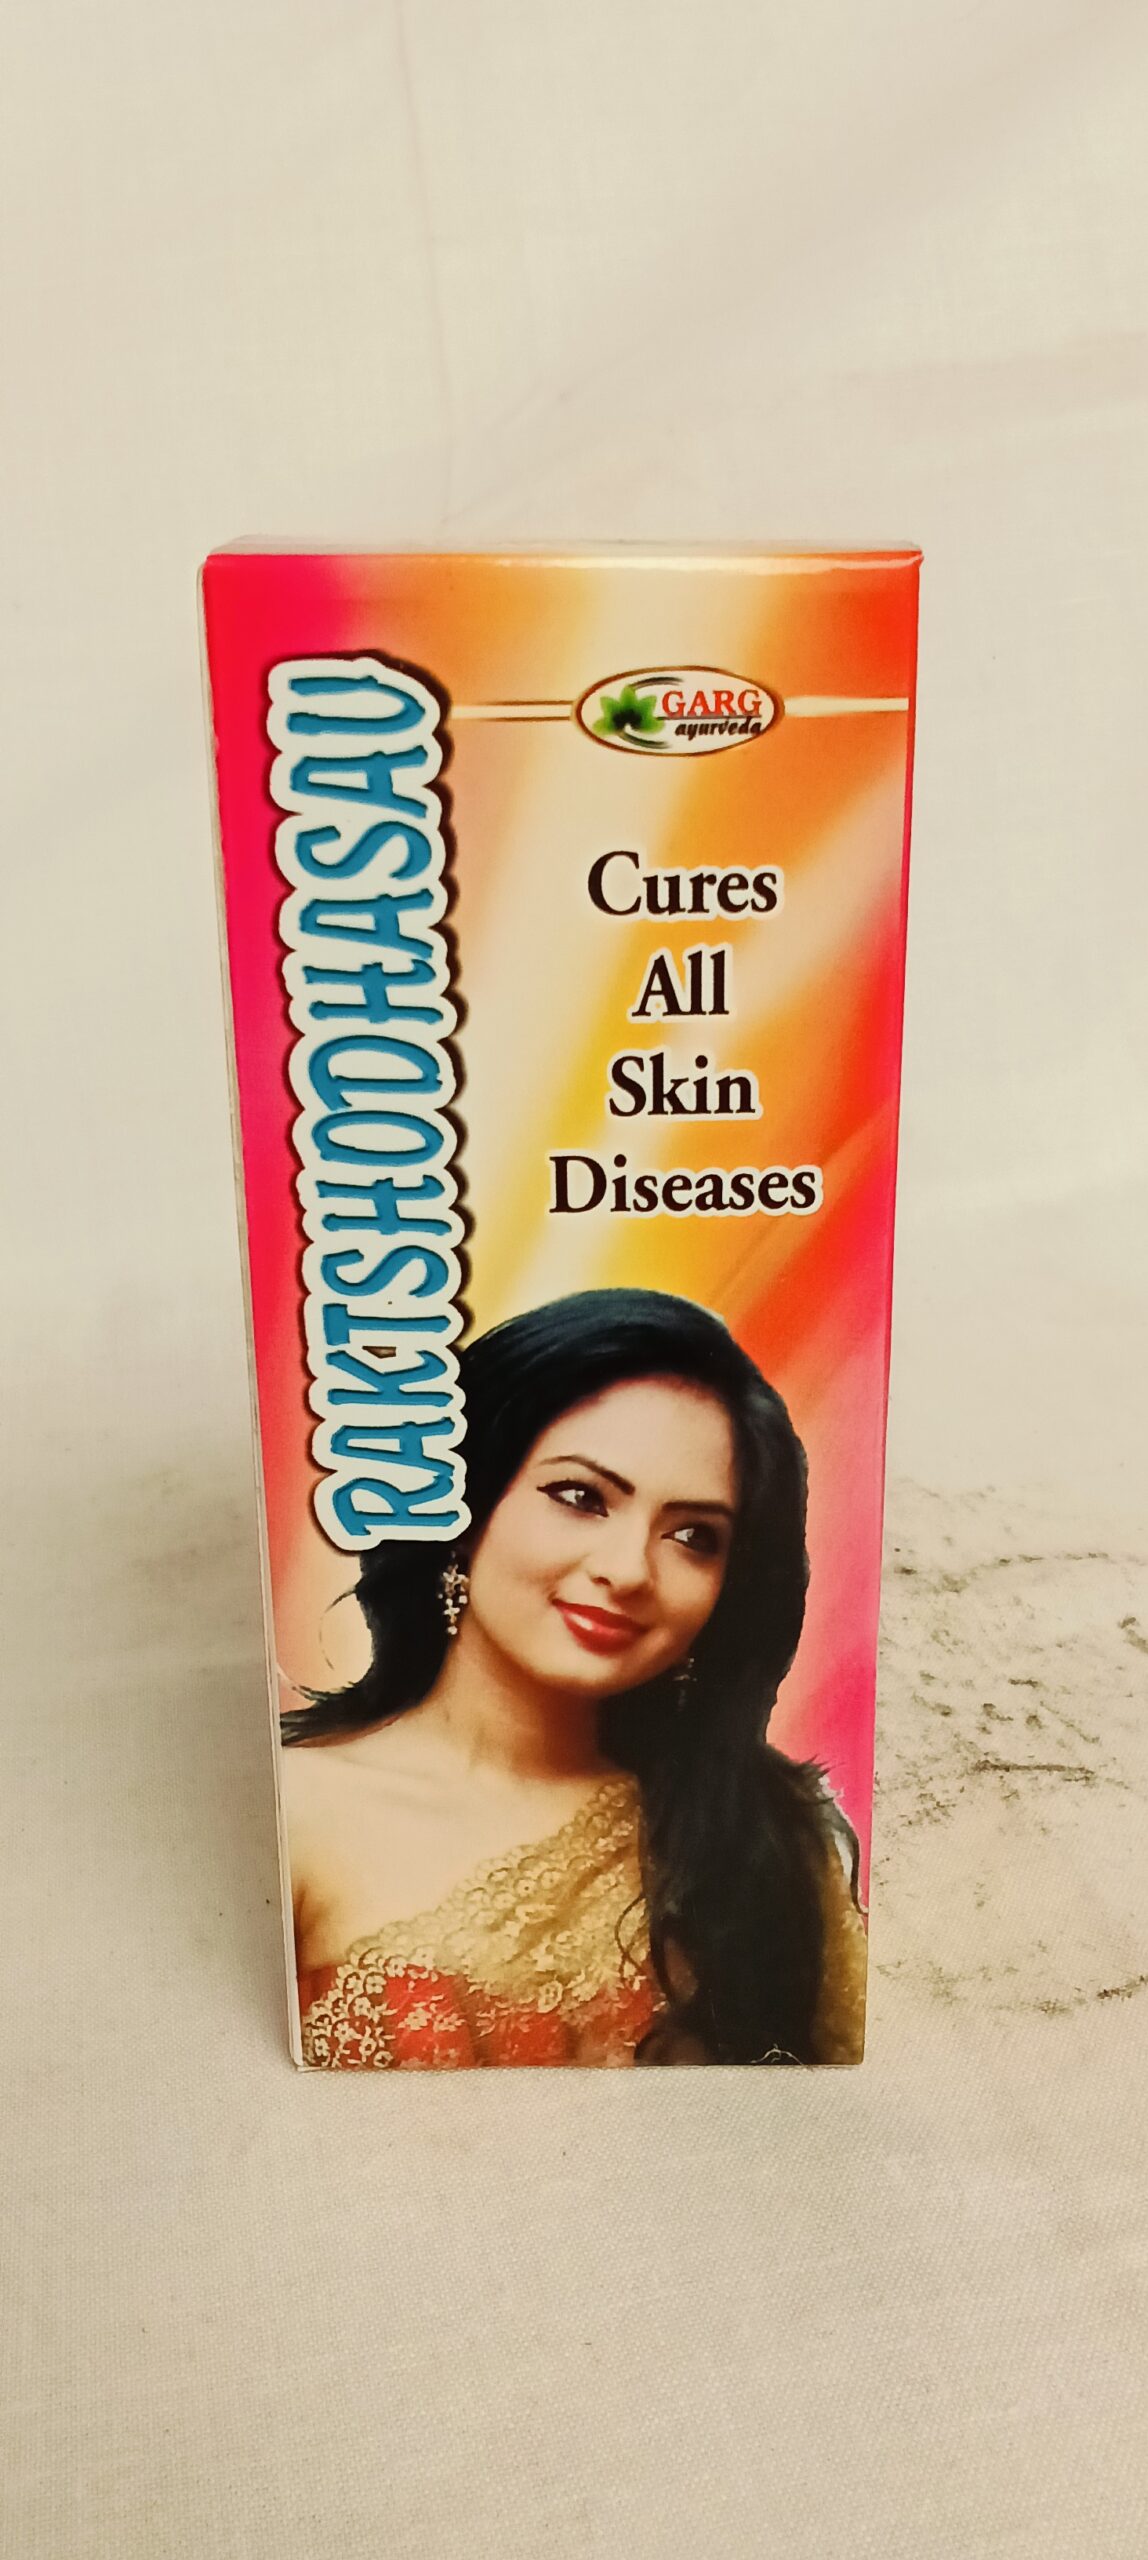 RAKTSHODHASAV
GARG
ayurveda
Cures
All
Skin
Diseases